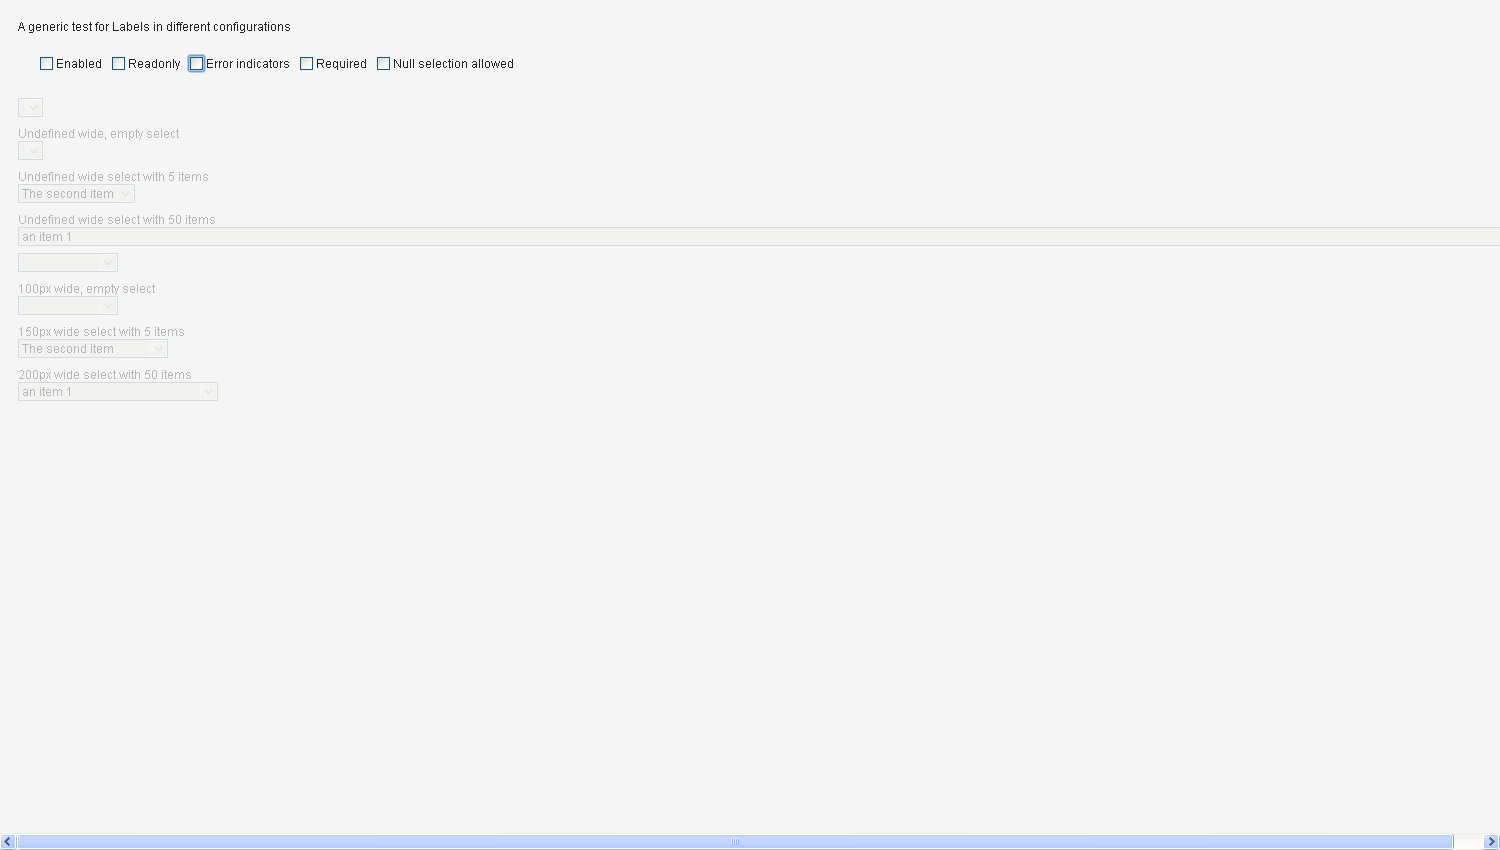 A generic test for Labels in different configurations
Enabled Readonly Error indicators Required Null selection allowed
Undefined wide, empty select
Undefined wide select with 5 items
The second item
Undefined wide select with 50 items
an item 1
100px wide, empty select
150px wide select with 5 items
The second item
200px wide select with 50 items
an item 1